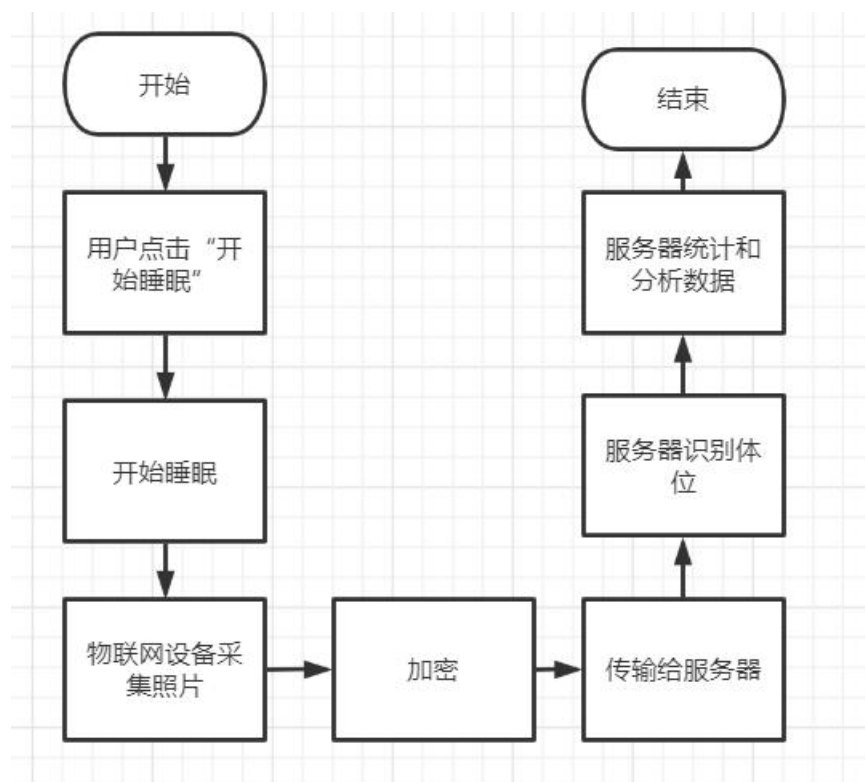 开始
用户点击“开
始睡眠”
开始睡眠
物联网设备采
集照片
加密
传输给服务器
服务器识别体
位
服务器统计和
分析数据
结束